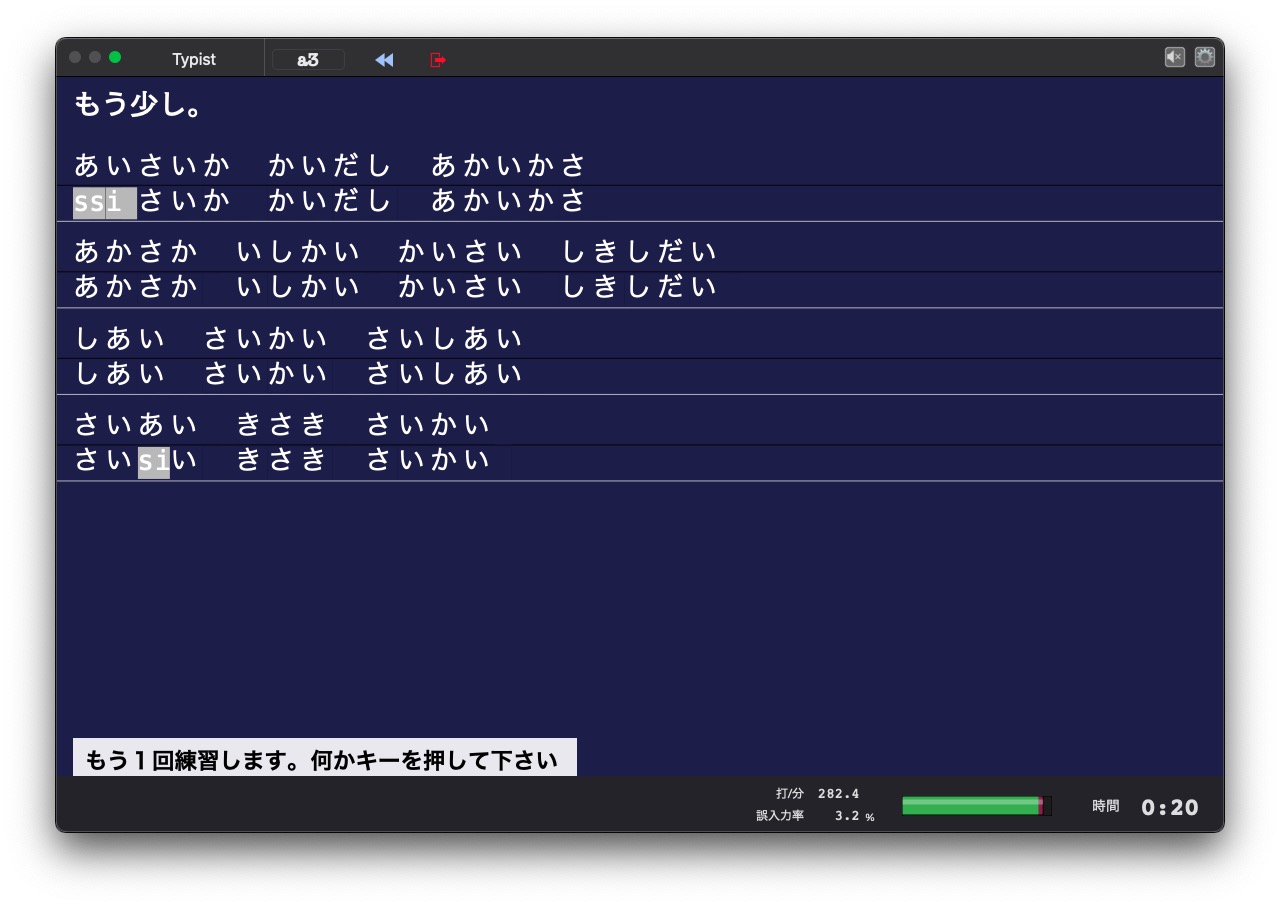 Typist a3
もう少し。
あいさいか　かいだし　あかいかさ
ssi さいか　かいだし　あかいかさ
あかさか　いしかい　かいさい　しきしだい
あかさか　いしかい　かいさい　しきしだい
しあい　さいかい　さいしあい
しあい　さいかい　さいしあい
さいあい　きさき　さいかい
さいsiい　きさき　さいかい
もう１回練習します。何かキーを押して下さい
打/分 282.4
誤入力率 3.2 %
時間 0:20